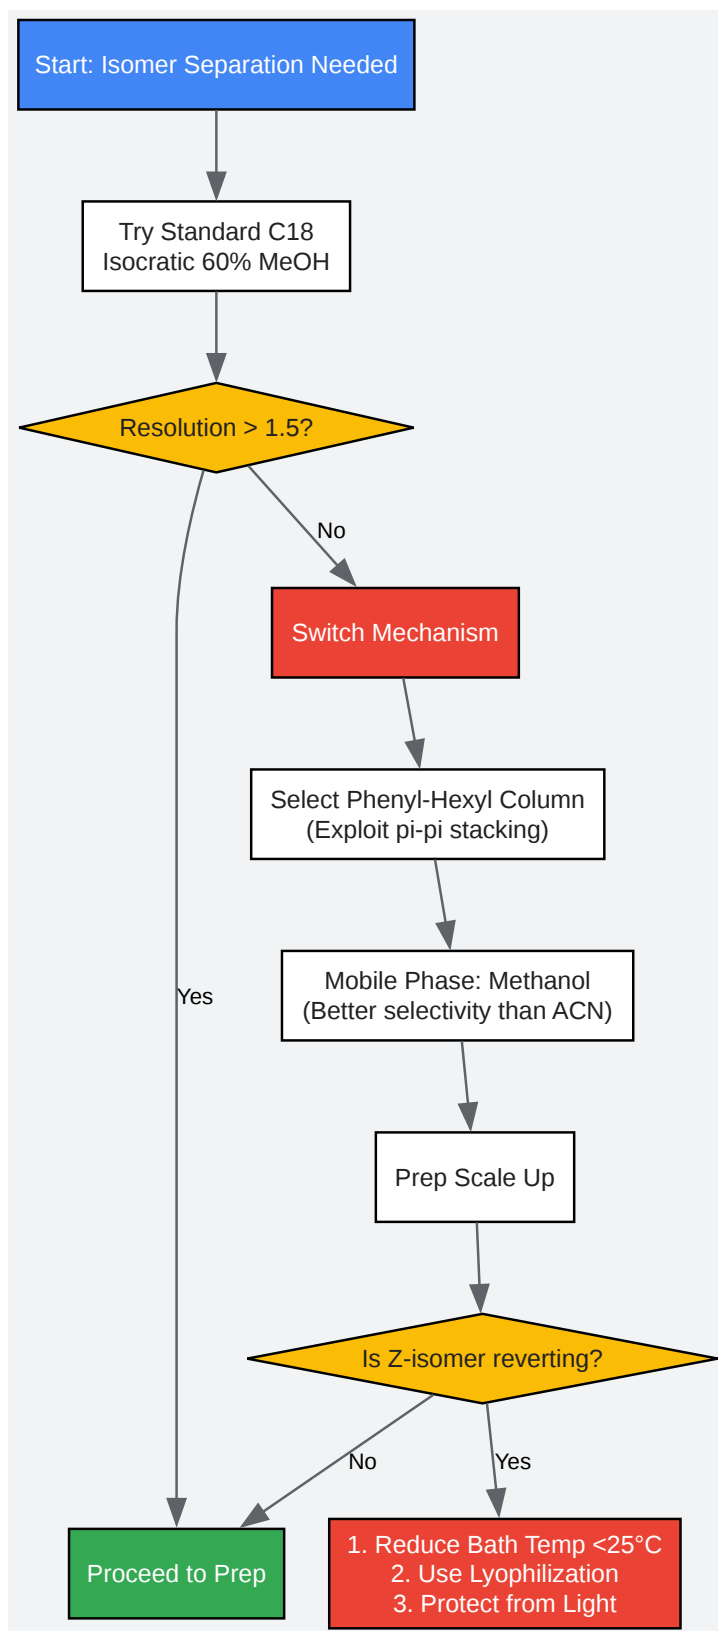 Start: Isomer Separation Needed
Try Standard C18
Isocratic 60% MeOH
Resolution > 1.5?
No
Switch Mechanism
Select Phenyl-Hexyl Column
(Exploit pi-pi stacking)
Mobile Phase: Methanol
(Better selectivity than ACN)
Yes
Prep Scale Up
Is Z-isomer reverting?
No
Yes
Proceed to Prep
1. Reduce Bath Temp <25°C
2. Use Lyophilization
3. Protect from Light